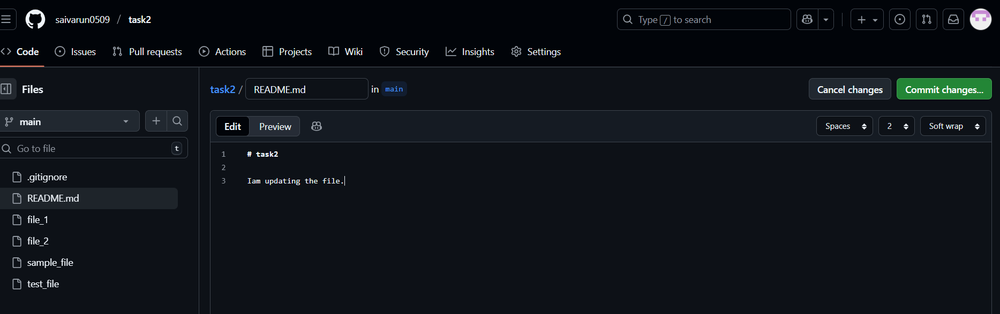 saivarun0509 / task2
Type / to search
Code Issues Pull requests Actions Projects Wiki Security Insights Settings
Files
task2 / README.md in main
Cancel changes Commit changes...
main
Edit Preview
Spaces 2 Soft wrap
Go to file t
1 # task2
2
3 Iam updating the file.
.gitignore
README.md
file_1
file_2
sample_file
test_file